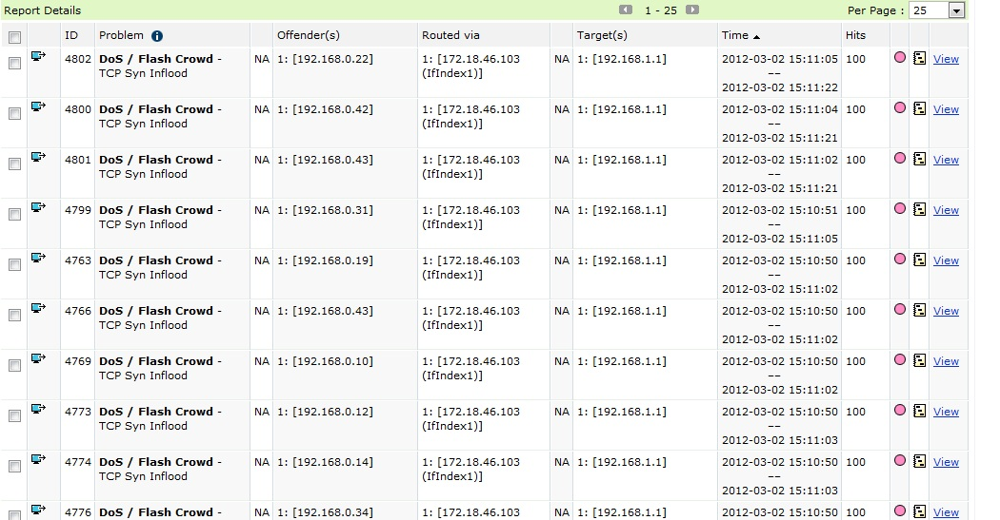 Report Details 1 - 25 Per Page : 25
ID Problem Offender(s) Routed via Target(s) Time Hits
4802 DoS / Flash Crowd - NA 1: [192.168.0.22] 1: [172.18.46.103 NA 1: [192.168.1.1] 2012-03-02 15:11:05 100 View
TCP Syn Inflood (IfIndex1)] --
2012-03-02 15:11:22
4800 DoS / Flash Crowd - NA 1: [192.168.0.42] 1: [172.18.46.103 NA 1: [192.168.1.1] 2012-03-02 15:11:04 100 View
TCP Syn Inflood (IfIndex1)] --
2012-03-02 15:11:21
4801 DoS / Flash Crowd - NA 1: [192.168.0.43] 1: [172.18.46.103 NA 1: [192.168.1.1] 2012-03-02 15:11:02 100 View
TCP Syn Inflood (IfIndex1)] --
2012-03-02 15:11:21
4799 DoS / Flash Crowd - NA 1: [192.168.0.31] 1: [172.18.46.103 NA 1: [192.168.1.1] 2012-03-02 15:10:51 100 View
TCP Syn Inflood (IfIndex1)] --
2012-03-02 15:11:05
4763 DoS / Flash Crowd - NA 1: [192.168.0.19] 1: [172.18.46.103 NA 1: [192.168.1.1] 2012-03-02 15:10:50 100 View
TCP Syn Inflood (IfIndex1)] --
2012-03-02 15:11:02
4766 DoS / Flash Crowd - NA 1: [192.168.0.43] 1: [172.18.46.103 NA 1: [192.168.1.1] 2012-03-02 15:10:50 100 View
TCP Syn Inflood (IfIndex1)] --
2012-03-02 15:11:02
4769 DoS / Flash Crowd - NA 1: [192.168.0.10] 1: [172.18.46.103 NA 1: [192.168.1.1] 2012-03-02 15:10:50 100 View
TCP Syn Inflood (IfIndex1)] --
2012-03-02 15:11:02
4773 DoS / Flash Crowd - NA 1: [192.168.0.12] 1: [172.18.46.103 NA 1: [192.168.1.1] 2012-03-02 15:10:50 100 View
TCP Syn Inflood (IfIndex1)] --
2012-03-02 15:11:03
4774 DoS / Flash Crowd - NA 1: [192.168.0.14] 1: [172.18.46.103 NA 1: [192.168.1.1] 2012-03-02 15:10:50 100 View
TCP Syn Inflood (IfIndex1)] --
2012-03-02 15:11:03
4776 DoS / Flash Crowd - NA 1: [192.168.0.34] 1: [172.18.46.103 NA 1: [192.168.1.1] 2012-03-02 15:10:50 100 View